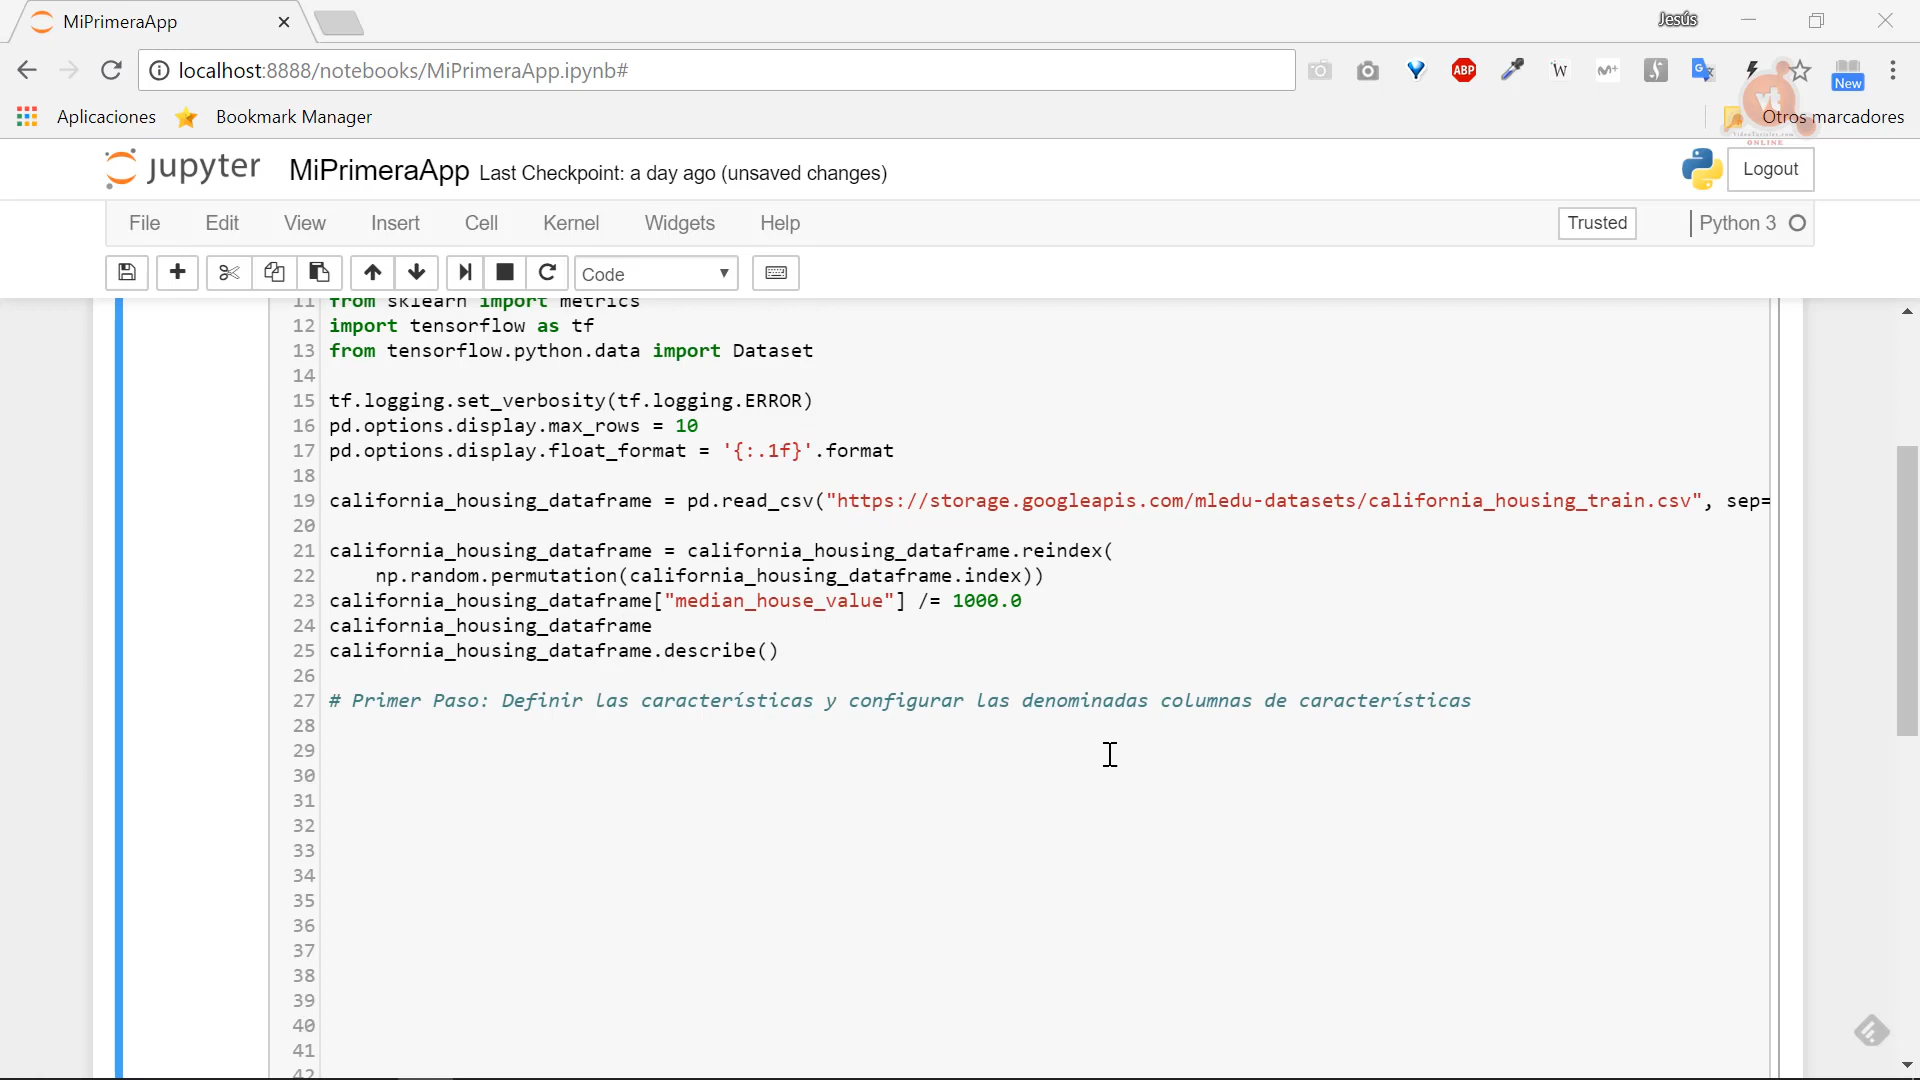 MiPrimeraApp
Jesús
localhost:8888/notebooks/MiPrimeraApp.ipynb#
ABP
W
New
Aplicaciones
Bookmark Manager
Otros marcadores
vt
ONLINE
jupyter
MiPrimeraApp
Last Checkpoint: a day ago (unsaved changes)
Logout
File Edit View Insert Cell Kernel Widgets Help
Trusted
Python 3
Code
11 from sklearn import metrics
12 import tensorflow as tf
13 from tensorflow.python.data import Dataset
14
15 tf.logging.set_verbosity(tf.logging.ERROR)
16 pd.options.display.max_rows = 10
17 pd.options.display.float_format = '{:.1f}'.format
18
19 california_housing_dataframe = pd.read_csv("https://storage.googleapis.com/mledu-datasets/california_housing_train.csv", sep=
20
21 california_housing_dataframe = california_housing_dataframe.reindex(
22 np.random.permutation(california_housing_dataframe.index))
23 california_housing_dataframe["median_house_value"] /= 1000.0
24 california_housing_dataframe
25 california_housing_dataframe.describe()
26
27 # Primer Paso: Definir las características y configurar las denominadas columnas de características
28
29
30
31
32
33
34
35
36
37
38
39
40
41
42